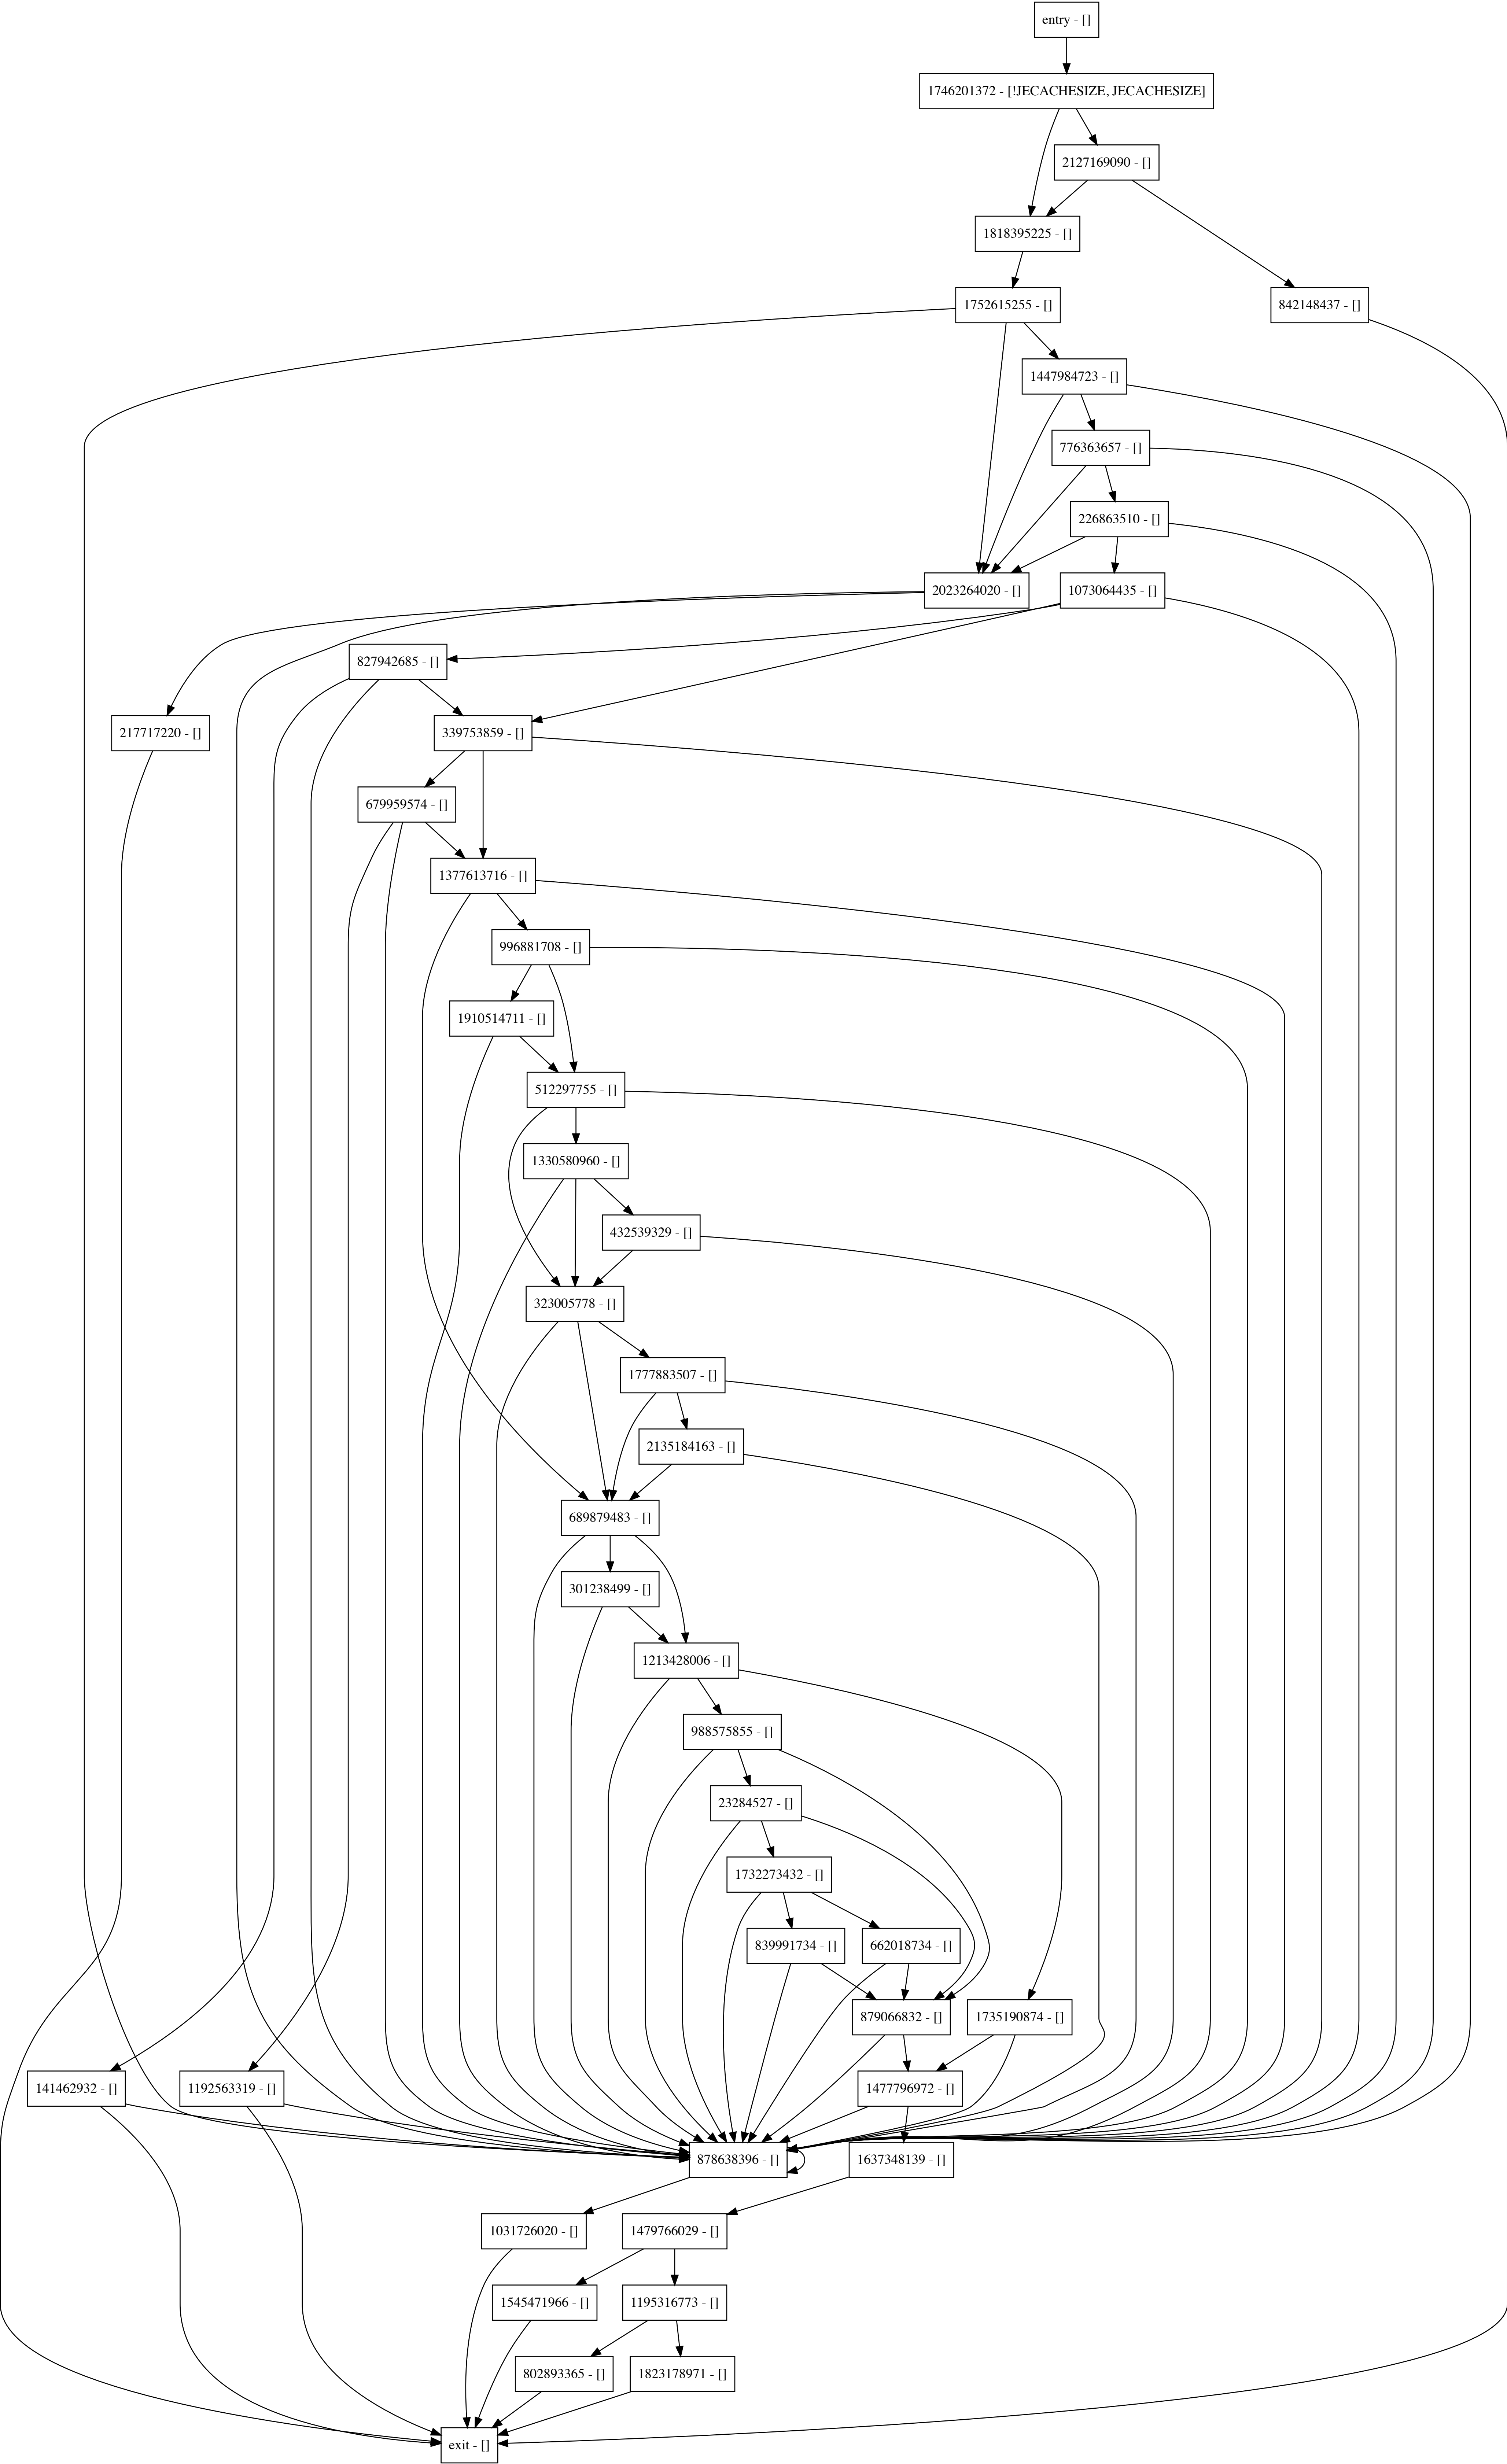 entry - []
1746201372 - [!JECACHESIZE, JECACHESIZE]
2127169090 - []
1818395225 - []
1752615255 - []
842148437 - []
1447984723 - []
776363657 - []
226863510 - []
2023264020 - []
1073064435 - []
827942685 - []
217717220 - []
339753859 - []
679959574 - []
1377613716 - []
996881708 - []
1910514711 - []
512297755 - []
1330580960 - []
432539329 - []
323005778 - []
1777883507 - []
2135184163 - []
689879483 - []
301238499 - []
1213428006 - []
988575855 - []
23284527 - []
1732273432 - []
839991734 - []
662018734 - []
879066832 - []
1735190874 - []
141462932 - []
1192563319 - []
1477796972 - []
878638396 - []
1637348139 - []
1031726020 - []
1479766029 - []
1545471966 - []
1195316773 - []
802893365 - []
1823178971 - []
exit - []